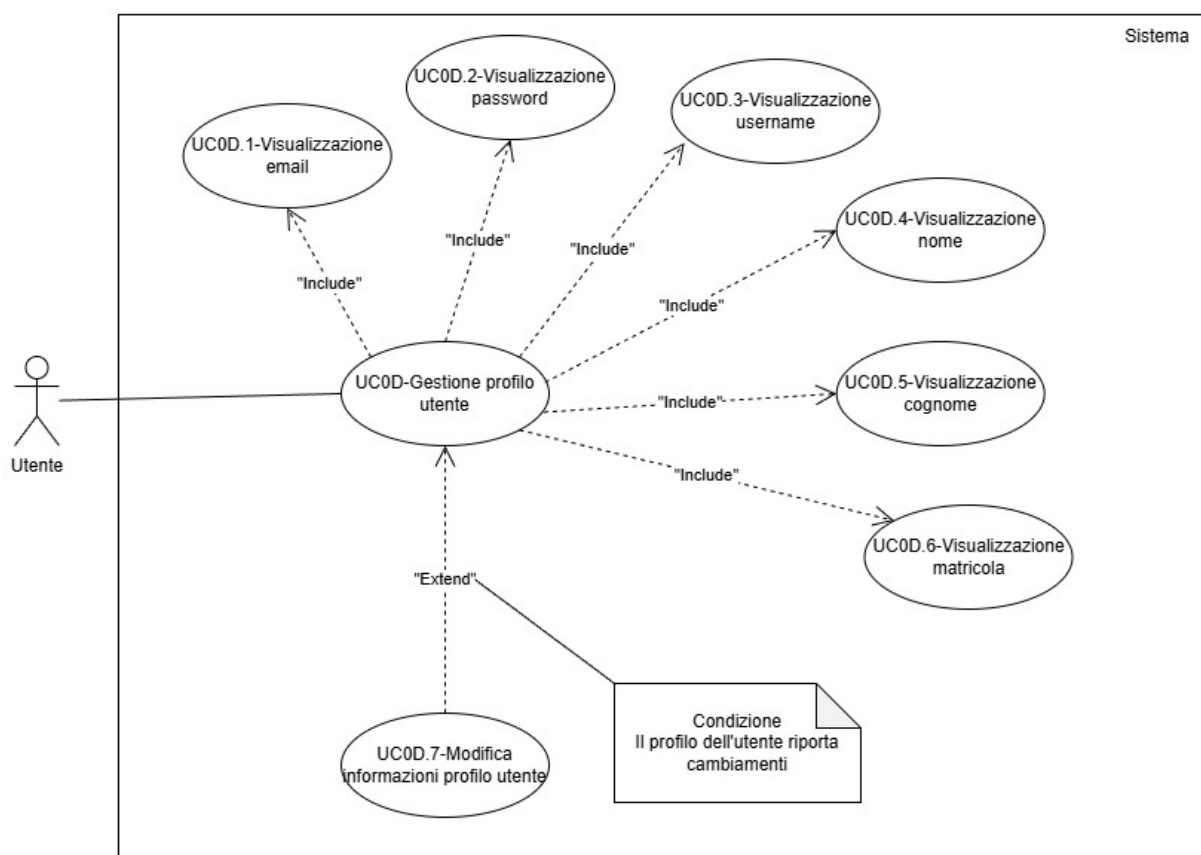 Sistema
UC0D.2-Visualizzazione
password
UC0D.3-Visualizzazione
username
UC0D.1-Visualizzazione
email
UC0D.4-Visualizzazione
nome
"Include"
"Include"
"Include"
"Include"
UC0D-Gestione profilo
utente
UC0D.5-Visualizzazione
cognome
"Include"
Utente
"Include"
UC0D.6-Visualizzazione
matricola
"Extend"
Condizione
Il profilo dell'utente riporta
cambiamenti
UC0D.7-Modifica
informazioni profilo utente